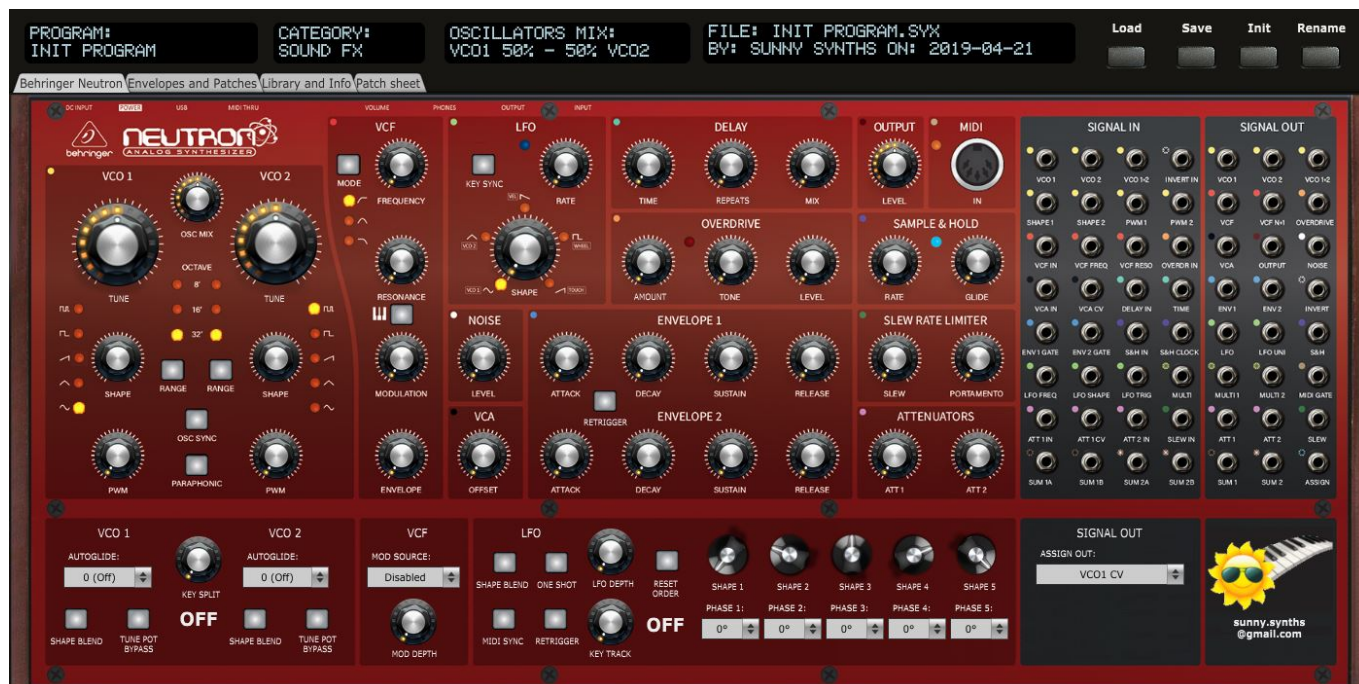 PROGRAM:
INIT PROGRAM
CATEGORY:
SOUND FX
OSCILLATORS MIX:
VCO1 50% - 50% VCO2
FILE: INIT PROGRAM.SYX
BY: SUNNY SYNTHS ON: 2019-04-21
Load Save Init Rename
Behringer Neutron Envelopes and Patches Library and Info Patch sheet
DC INPUT POWER USB MIDI THRU VOLUME PHONES OUTPUT INPUT
behringer
NEUTRON
ANALOG SYNTHESIZER
VCO 1
VCO 2
OSC MIX
TUNE
TUNE
OCTAVE
8'
16'
32'
SHAPE
RANGE RANGE
SHAPE
OSC SYNC
PARAPHONIC
PWM
PWM
VCF
MODE
FREQUENCY
RESONANCE
MODULATION
ENVELOPE
LFO
KEY SYNC
RATE
VEL
VCO 2
WHEEL
VCO 1
SHAPE
TOUCH
DELAY
TIME REPEATS MIX
OUTPUT
LEVEL
MIDI
IN
OVERDRIVE
AMOUNT TONE LEVEL
SAMPLE & HOLD
RATE GLIDE
NOISE
LEVEL
ENVELOPE 1
ATTACK DECAY SUSTAIN RELEASE
RETRIGGER
SLEW RATE LIMITER
SLEW PORTAMENTO
VCA
OFFSET
ENVELOPE 2
ATTACK DECAY SUSTAIN RELEASE
ATTENUATORS
ATT 1 ATT 2
SIGNAL IN
VCO 1 VCO 2 VCO 1+2 INVERT IN
SHAPE 1 SHAPE 2 PWM 1 PWM 2
VCF IN VCF FREQ VCF RESO OVERDR IN
VCA IN VCA CV DELAY IN TIME
ENV 1 GATE ENV 2 GATE S&H IN S&H CLOCK
LFO FREQ LFO SHAPE LFO TRIG MULTI
ATT 1 IN ATT 1 CV ATT 2 IN SLEW IN
SUM 1A SUM 1B SUM 2A SUM 2B
SIGNAL OUT
VCO 1 VCO 2 VCO 1+2
VCF VCF N+1 OVERDRIVE
VCA OUTPUT NOISE
ENV 1 ENV 2 INVERT
LFO LFO UNI S&H
MULTI 1 MULTI 2 MIDI GATE
ATT 1 ATT 2 SLEW
SUM 1 SUM 2 ASSIGN
VCO 1
AUTOGLIDE:
0 (Off)
SHAPE BLEND
TUNE POT
BYPASS
KEY SPLIT
OFF
VCO 2
AUTOGLIDE:
0 (Off)
SHAPE BLEND
TUNE POT
BYPASS
VCF
MOD SOURCE:
Disabled
MOD DEPTH
LFO
SHAPE BLEND ONE SHOT LFO DEPTH
RESET
ORDER
MIDI SYNC RETRIGGER KEY TRACK
OFF
SHAPE 1 SHAPE 2 SHAPE 3 SHAPE 4 SHAPE 5
PHASE 1: PHASE 2: PHASE 3: PHASE 4: PHASE 5:
0° 0° 0° 0° 0°
SIGNAL OUT
ASSIGN OUT:
VCO1 CV
sunny.synths
@gmail.com